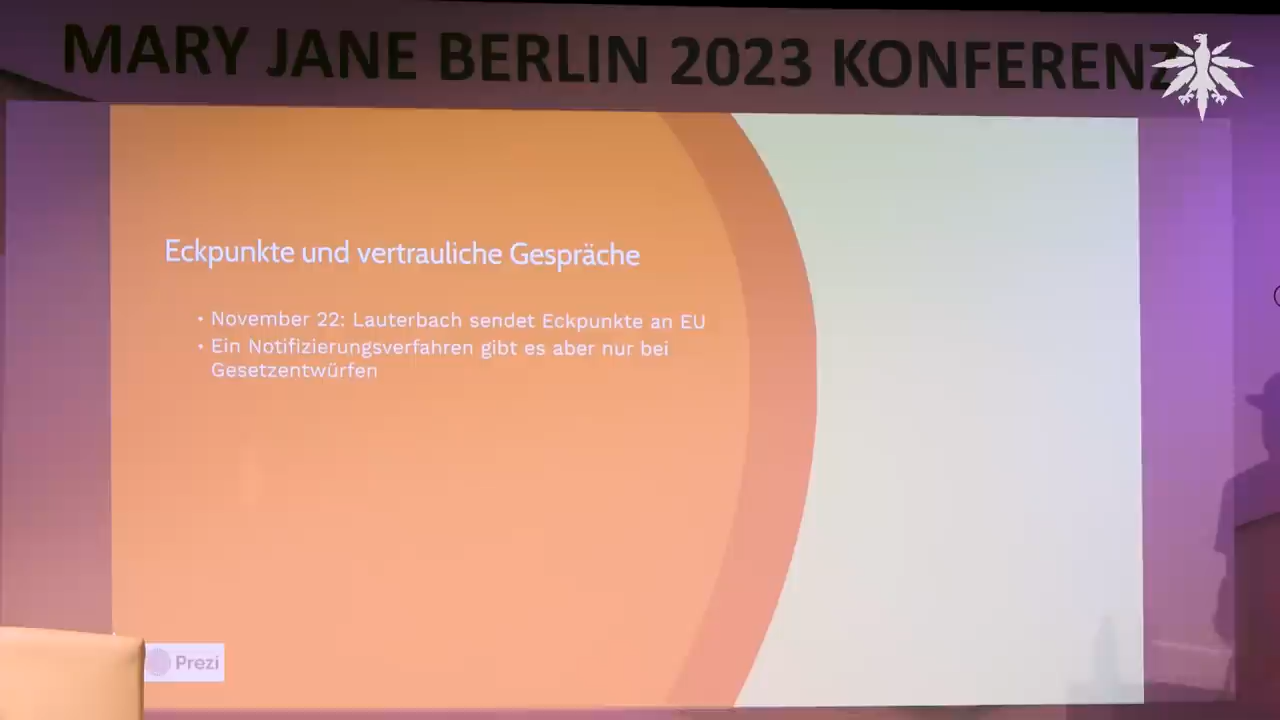 MARY JANE BERLIN 2023 KONFERENZ
Eckpunkte und vertrauliche Gespräche
• November 22: Lauterbach sendet Eckpunkte an EU
• Ein Notifizierungsverfahren gibt es aber nur bei
Gesetzentwürfen
Prezi